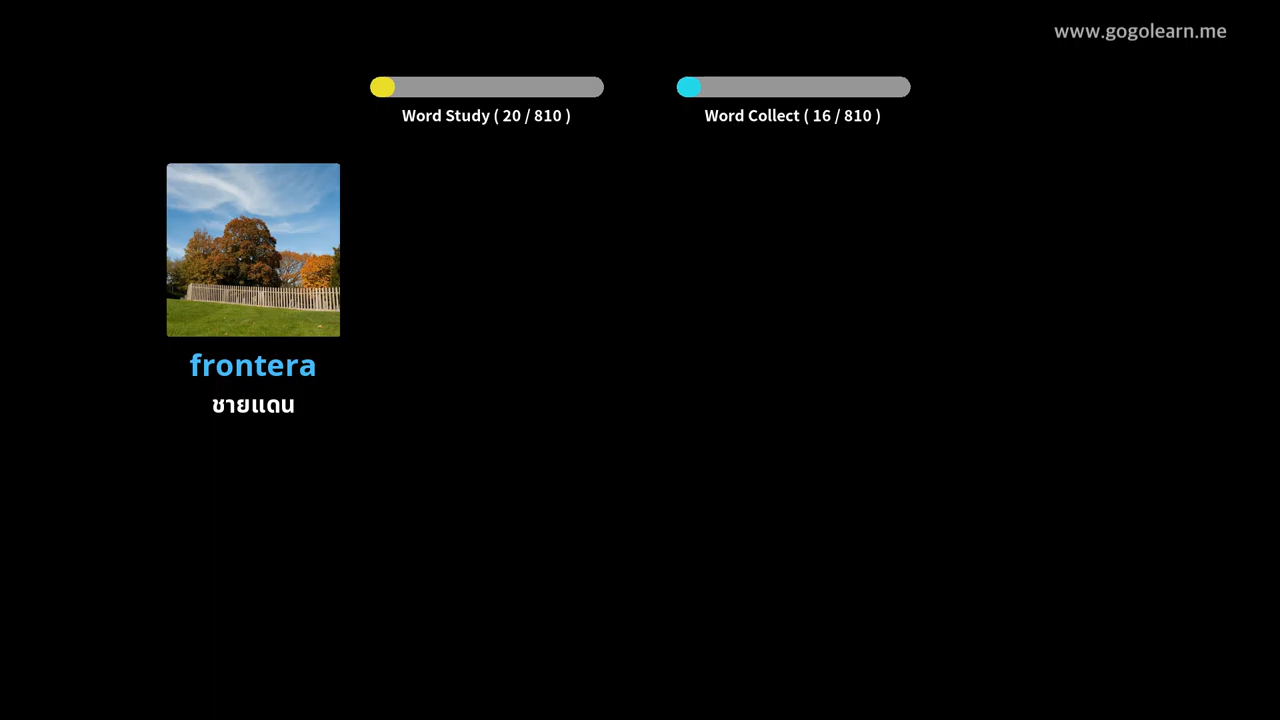 www.gogolearn.me
Word Study ( 20 / 810 )
Word Collect ( 16 / 810 )
frontera
ชายแดน